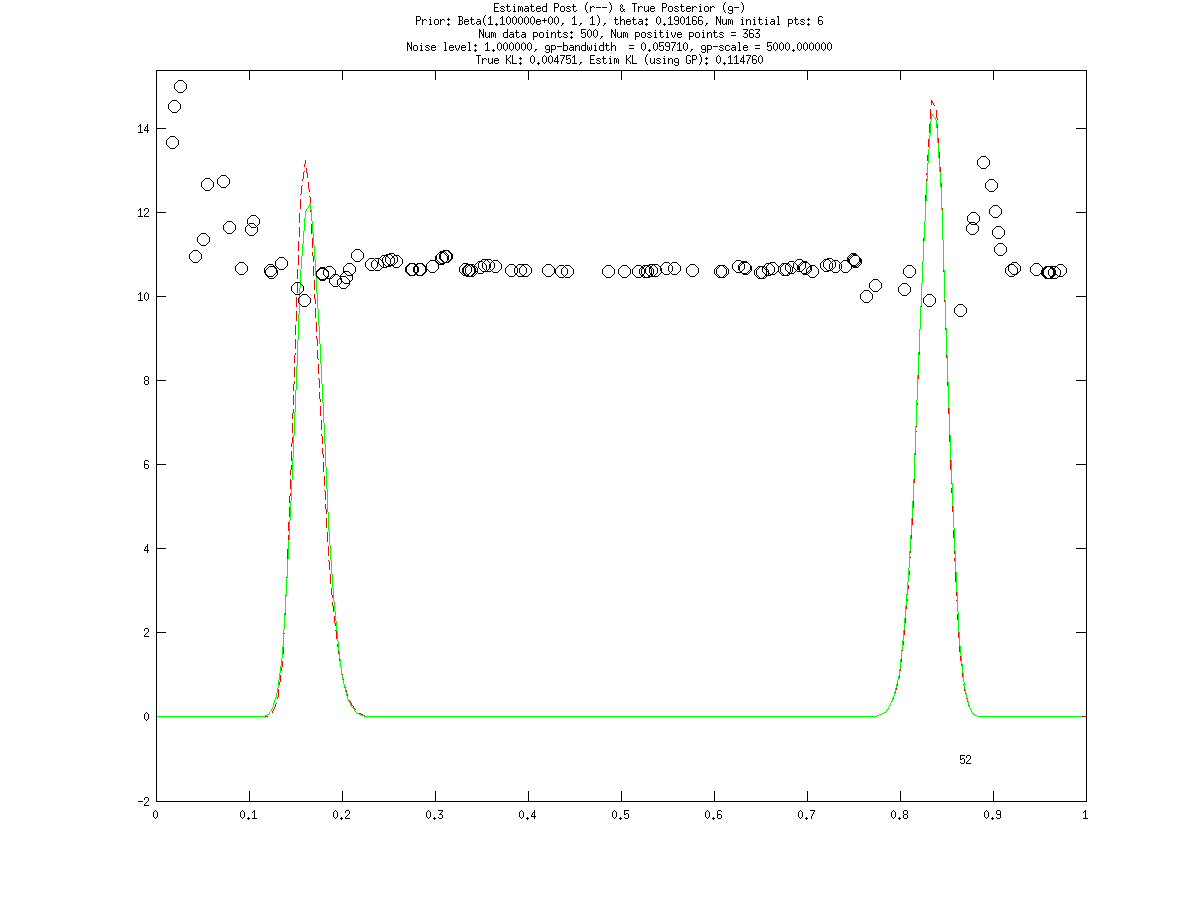 Estimated Post (r--) & True Posterior (g-)
Prior: Beta(1.100000e+00, 1, 1), theta: 0.190166, Num initial pts: 6
Num data points: 500, Num positive points = 363
Noise level: 1.000000, gp-bandwidth  = 0.059710, gp-scale = 5000.000000
True KL: 0.004751, Estim KL (using GP): 0.114760
14
12
10
8
6
4
2
0
52
-2
0 0.1 0.2 0.3 0.4 0.5 0.6 0.7 0.8 0.9 1